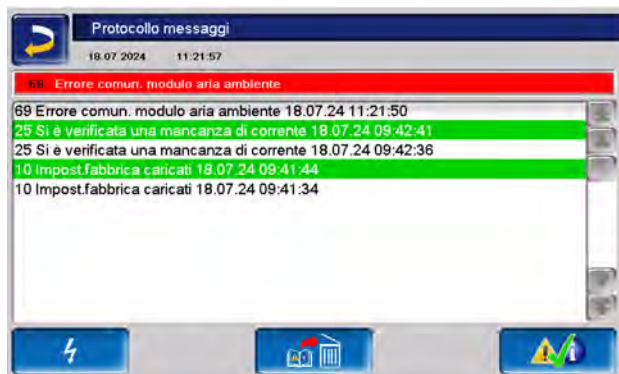 Protocollo messaggi
18.07.2024 11:21:57
69 Errore comun. modulo aria ambiente
69 Errore comun. modulo aria ambiente 18.07.24 11:21:50
25 Si è verificata una mancanza di corrente 18.07.24 09:42:41
25 Si è verificata una mancanza di corrente 18.07.24 09:42:36
10 Impost.fabbrica caricati 18.07.24 09:41:44
10 Impost.fabbrica caricati 18.07.24 09:41:34